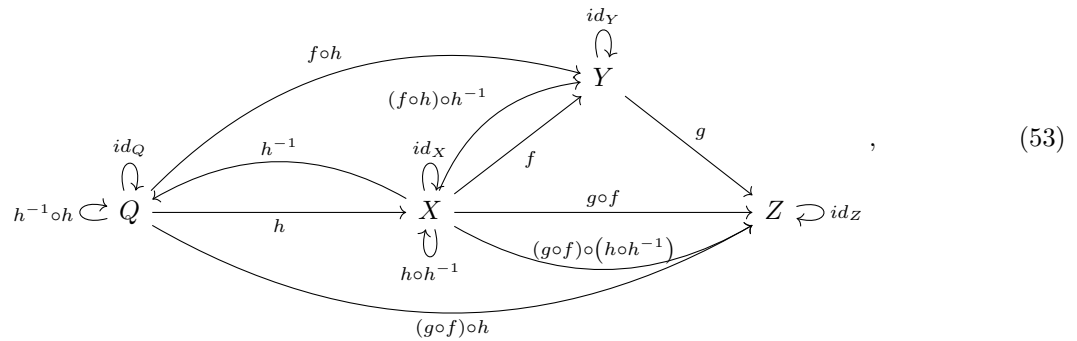 id_Y
f∘h
Y
(f∘h)∘h⁻¹
g
, (53)
id_Q h⁻¹ id_X
f
g∘f
h⁻¹∘h Q X Z id_Z
h
(g∘f)∘(h∘h⁻¹)
h∘h⁻¹
(g∘f)∘h